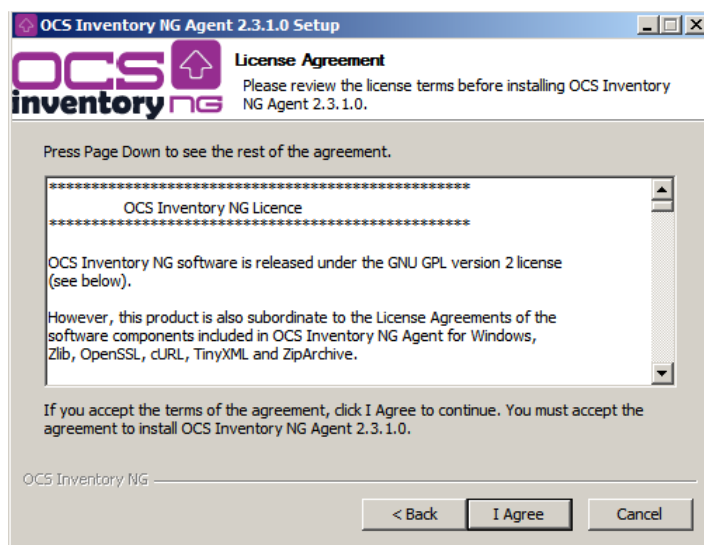 OCS Inventory NG Agent 2.3.1.0 Setup
OCS
inventory NG
License Agreement
Please review the license terms before installing OCS Inventory
NG Agent 2.3.1.0.
Press Page Down to see the rest of the agreement.
**************************************************
OCS Inventory NG Licence
**************************************************
OCS Inventory NG software is released under the GNU GPL version 2 license
(see below).
However, this product is also subordinate to the License Agreements of the
software components included in OCS Inventory NG Agent for Windows,
Zlib, OpenSSL, cURL, TinyXML and ZipArchive.
If you accept the terms of the agreement, click I Agree to continue. You must accept the
agreement to install OCS Inventory NG Agent 2.3.1.0.
OCS Inventory NG
< Back I Agree Cancel